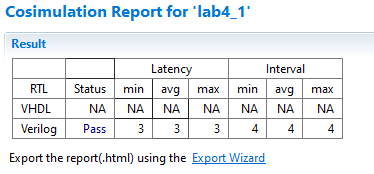 Cosimulation Report for 'lab4_1'
Result
Latency Interval
RTL Status min avg max min avg max
VHDL NA NA NA NA NA NA NA
Verilog Pass 3 3 3 4 4 4
Export the report(.html) using the Export Wizard